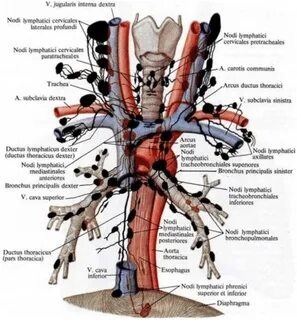 V. jugularis interna dextra
Nodi lymphatici cervicales
laterales profundi
Nodi lymphatici cervicales
paratracheales
Trachea
A. subclavia dextra
Ductus lymphaticus dexter
(ductus thoracicus dexter)
Nodi lymphatici
mediastinales
anteriores
Bronchus principalis dexter
V. cava superior
Ductus thoracicus
(pars thoracica)
V. cava
inferior
Nodi lymphatici
cervicales pretracheales
A. carotis communis
Arcus ductus thoracici
V. subclavia sinistra
Nodi
lymphatici
axillares
Arcus
aortae
Nodi
lymphatici
tracheobronchiales superiores
Bronchus principalis sinister
Nodi lymphatici
tracheobronchiales
inferiores
Nodi
lymphatici
bronchopulmonales
Nodi
lymphatici
mediastinales
posteriores
Aorta
thoracica
Esophagus
Nodi lymphatici phrenici
superior et inferior
Diaphragma